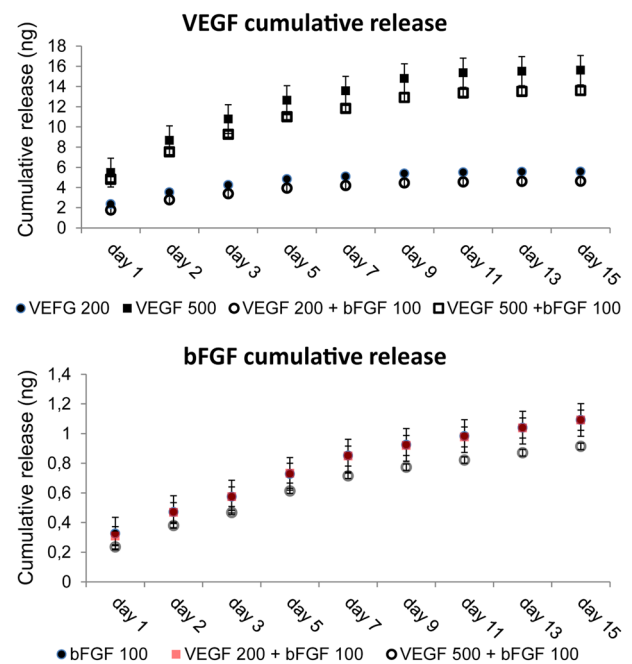 VEGF cumulative release
Cumulative release (ng)
18
16
14
12
10
8
6
4
2
0
day 1
day 2
day 3
day 5
day 7
day 9
day 11
day 13
day 15
VEFG 200
VEGF 500
VEGF 200 + bFGF 100
VEGF 500 +bFGF 100
bFGF cumulative release
Cumulative release (ng)
1,4
1,2
1
0,8
0,6
0,4
0,2
0
day 1
day 2
day 3
day 5
day 7
day 9
day 11
day 13
day 15
bFGF 100
VEGF 200 + bFGF 100
VEGF 500 + bFGF 100